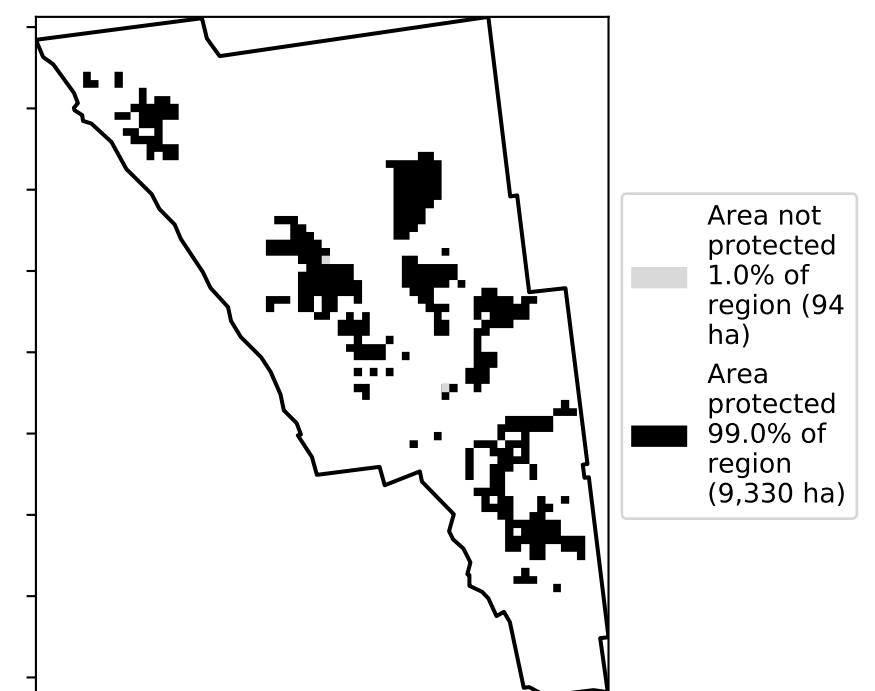 Area not
protected
1.0% of
region (94
ha)
Area
protected
99.0% of
region
(9,330 ha)